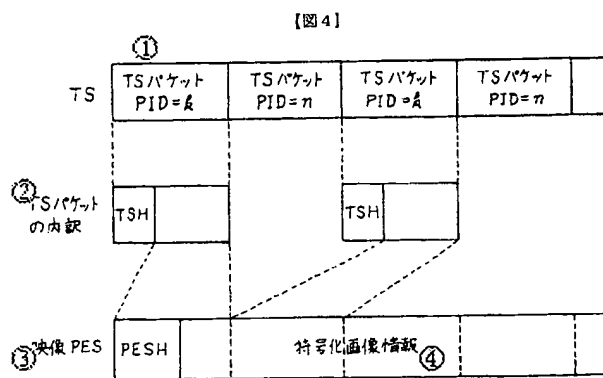 【図4】
①
TS
TSパケット
PID=k
TSパケット
PID=n
TSパケット
PID=k
TSパケット
PID=n
②
TSパケット
の内訳
TSH
TSH
③映像PES
PESH
符号化画像情報④